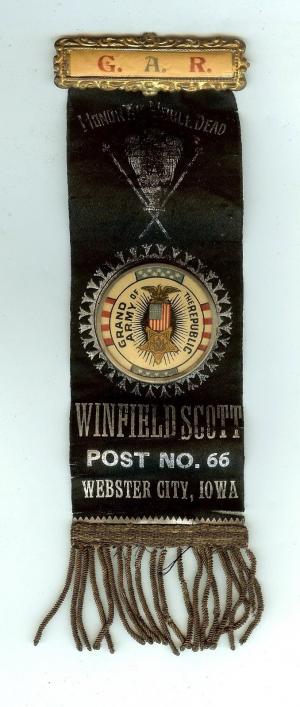 G. A. R.
HONOR THE NOBLE DEAD
GRAND ARMY OF THE REPUBLIC
WINFIELD SCOTT
POST NO. 66
WEBSTER CITY, IOWA